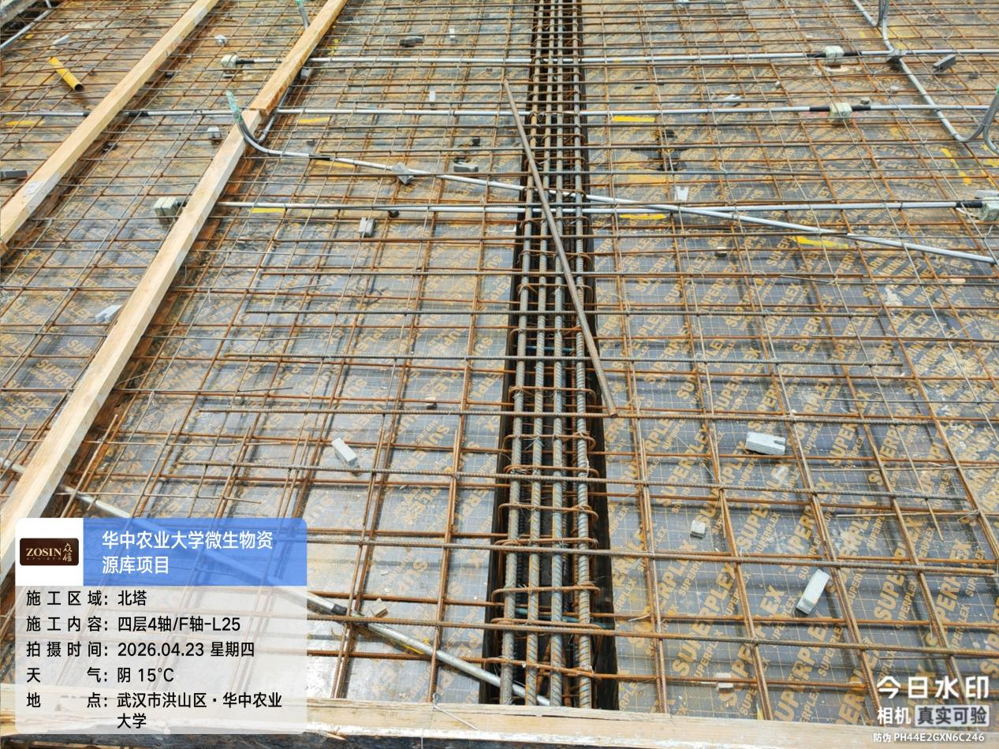 ZOSIN 众信
华中农业大学微生物资
源库项目
施工区域：北塔
施工内容：四层4轴/F轴-L25
拍摄时间：2026.04.23 星期四
天气：阴 15℃
地点：武汉市洪山区·华中农业
大学
SUPERPLEX
MARINE
今日水印
相机 真实可验
防伪 PH44E2GXN6C246